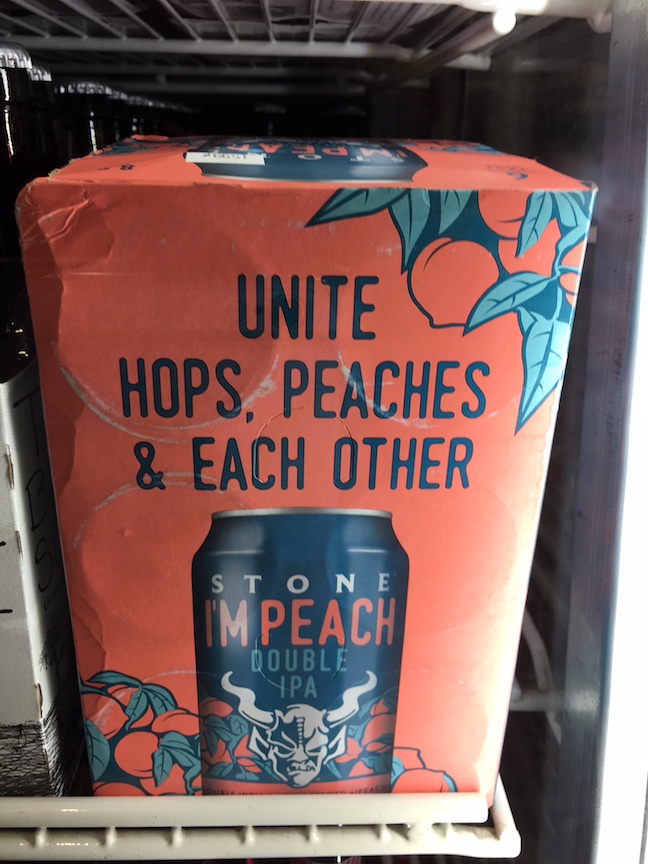 UNITE
HOPS, PEACHES
& EACH OTHER
STONE
I'M PEACH
DOUBLE
IPA